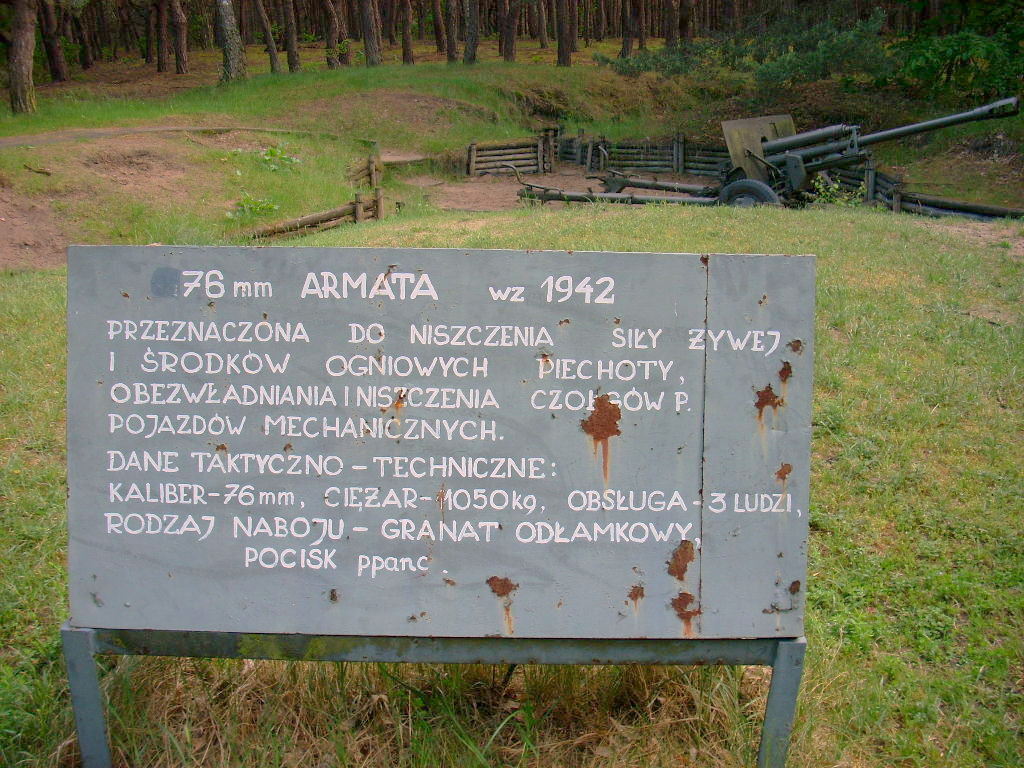 76 mm ARMATA wz 1942
PRZEZNACZONA DO NISZCZENIA SIŁY ŻYWEJ
I ŚRODKÓW OGNIOWYCH PIECHOTY,
OBEZWŁADNIANIA I NISZCZENIA CZOŁGÓW P.
POJAZDÓW MECHANICZNYCH.
DANE TAKTYCZNO - TECHNICZNE:
KALIBER-76mm, CIĘŻAR-1050kg, OBSŁUGA-3 LUDZI,
RODZAJ NABOJU - GRANAT ODŁAMKOWY,
POCISK ppanc.